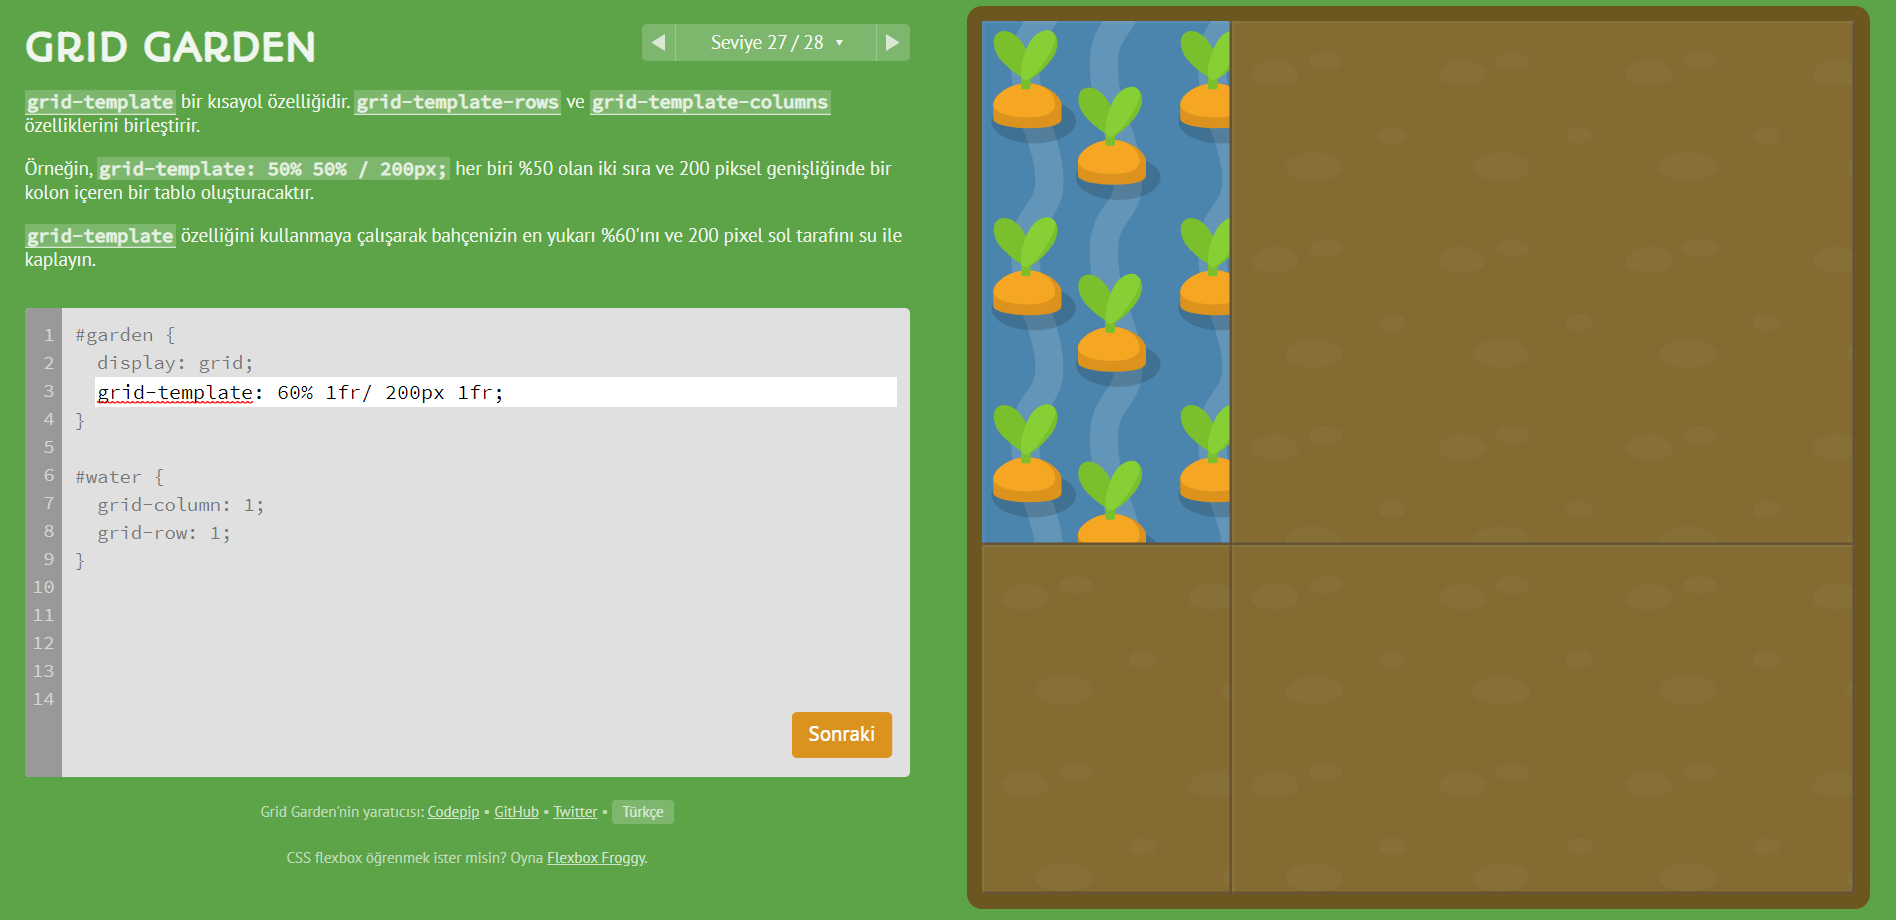 GRID GARDEN
◀ Seviye 27 / 28 ▾ ▶
grid-template bir kısayol özelliğidir. grid-template-rows ve grid-template-columns
özelliklerini birleştirir.
Örneğin, grid-template: 50% 50% / 200px; her biri %50 olan iki sıra ve 200 piksel genişliğinde bir
kolon içeren bir tablo oluşturacaktır.
grid-template özelliğini kullanmaya çalışarak bahçenizin en yukarı %60'ını ve 200 pixel sol tarafını su ile
kaplayın.
1 #garden {
2 display: grid;
3 grid-template: 60% 1fr/ 200px 1fr;
4 }
5
6 #water {
7 grid-column: 1;
8 grid-row: 1;
9 }
10
11
12
13
14
Sonraki
Grid Garden'nin yaratıcısı: Codepip • GitHub • Twitter • Türkçe
CSS flexbox öğrenmek ister misin? Oyna Flexbox Froggy.